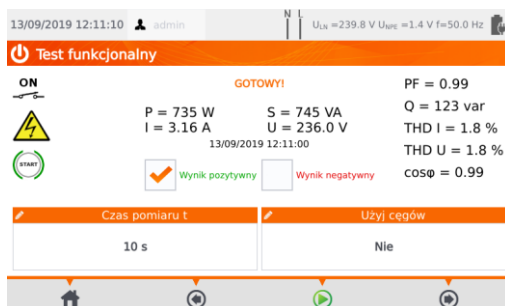 13/09/2019 12:11:10 admin N L U_LN =239.8 V U_NPE =1.4 V f=50.0 Hz
Test funkcjonalny
ON
GOTOWY!
PF = 0.99
P = 735 W S = 745 VA
Q = 123 var
I = 3.16 A U = 236.0 V
THD I = 1.8 %
13/09/2019 12:11:00
THD U = 1.8 %
START
Wynik pozytywny Wynik negatywny
cosφ = 0.99
Czas pomiaru t Użyj cęgów
10 s Nie